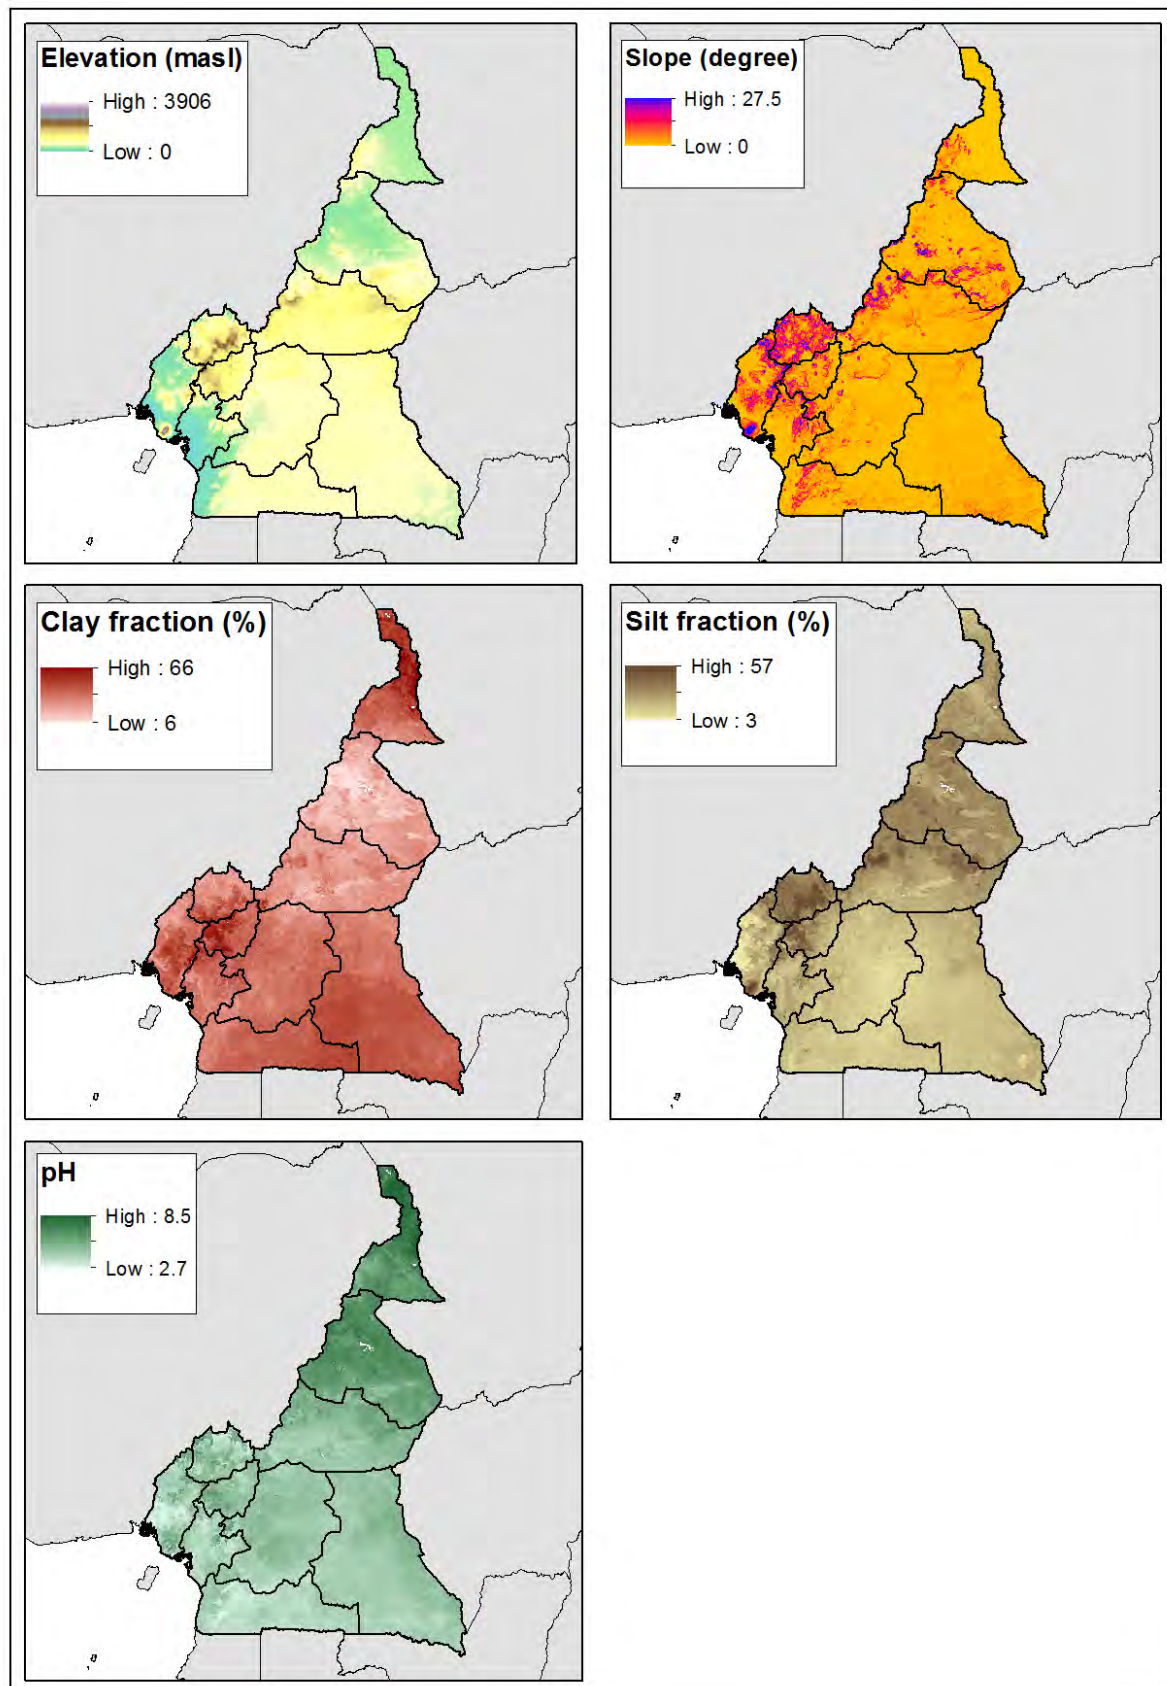 Elevation (masl)
High : 3906
Low : 0
Slope (degree)
High : 27.5
Low : 0
Clay fraction (%)
High : 66
Low : 6
Silt fraction (%)
High : 57
Low : 3
pH
High : 8.5
Low : 2.7